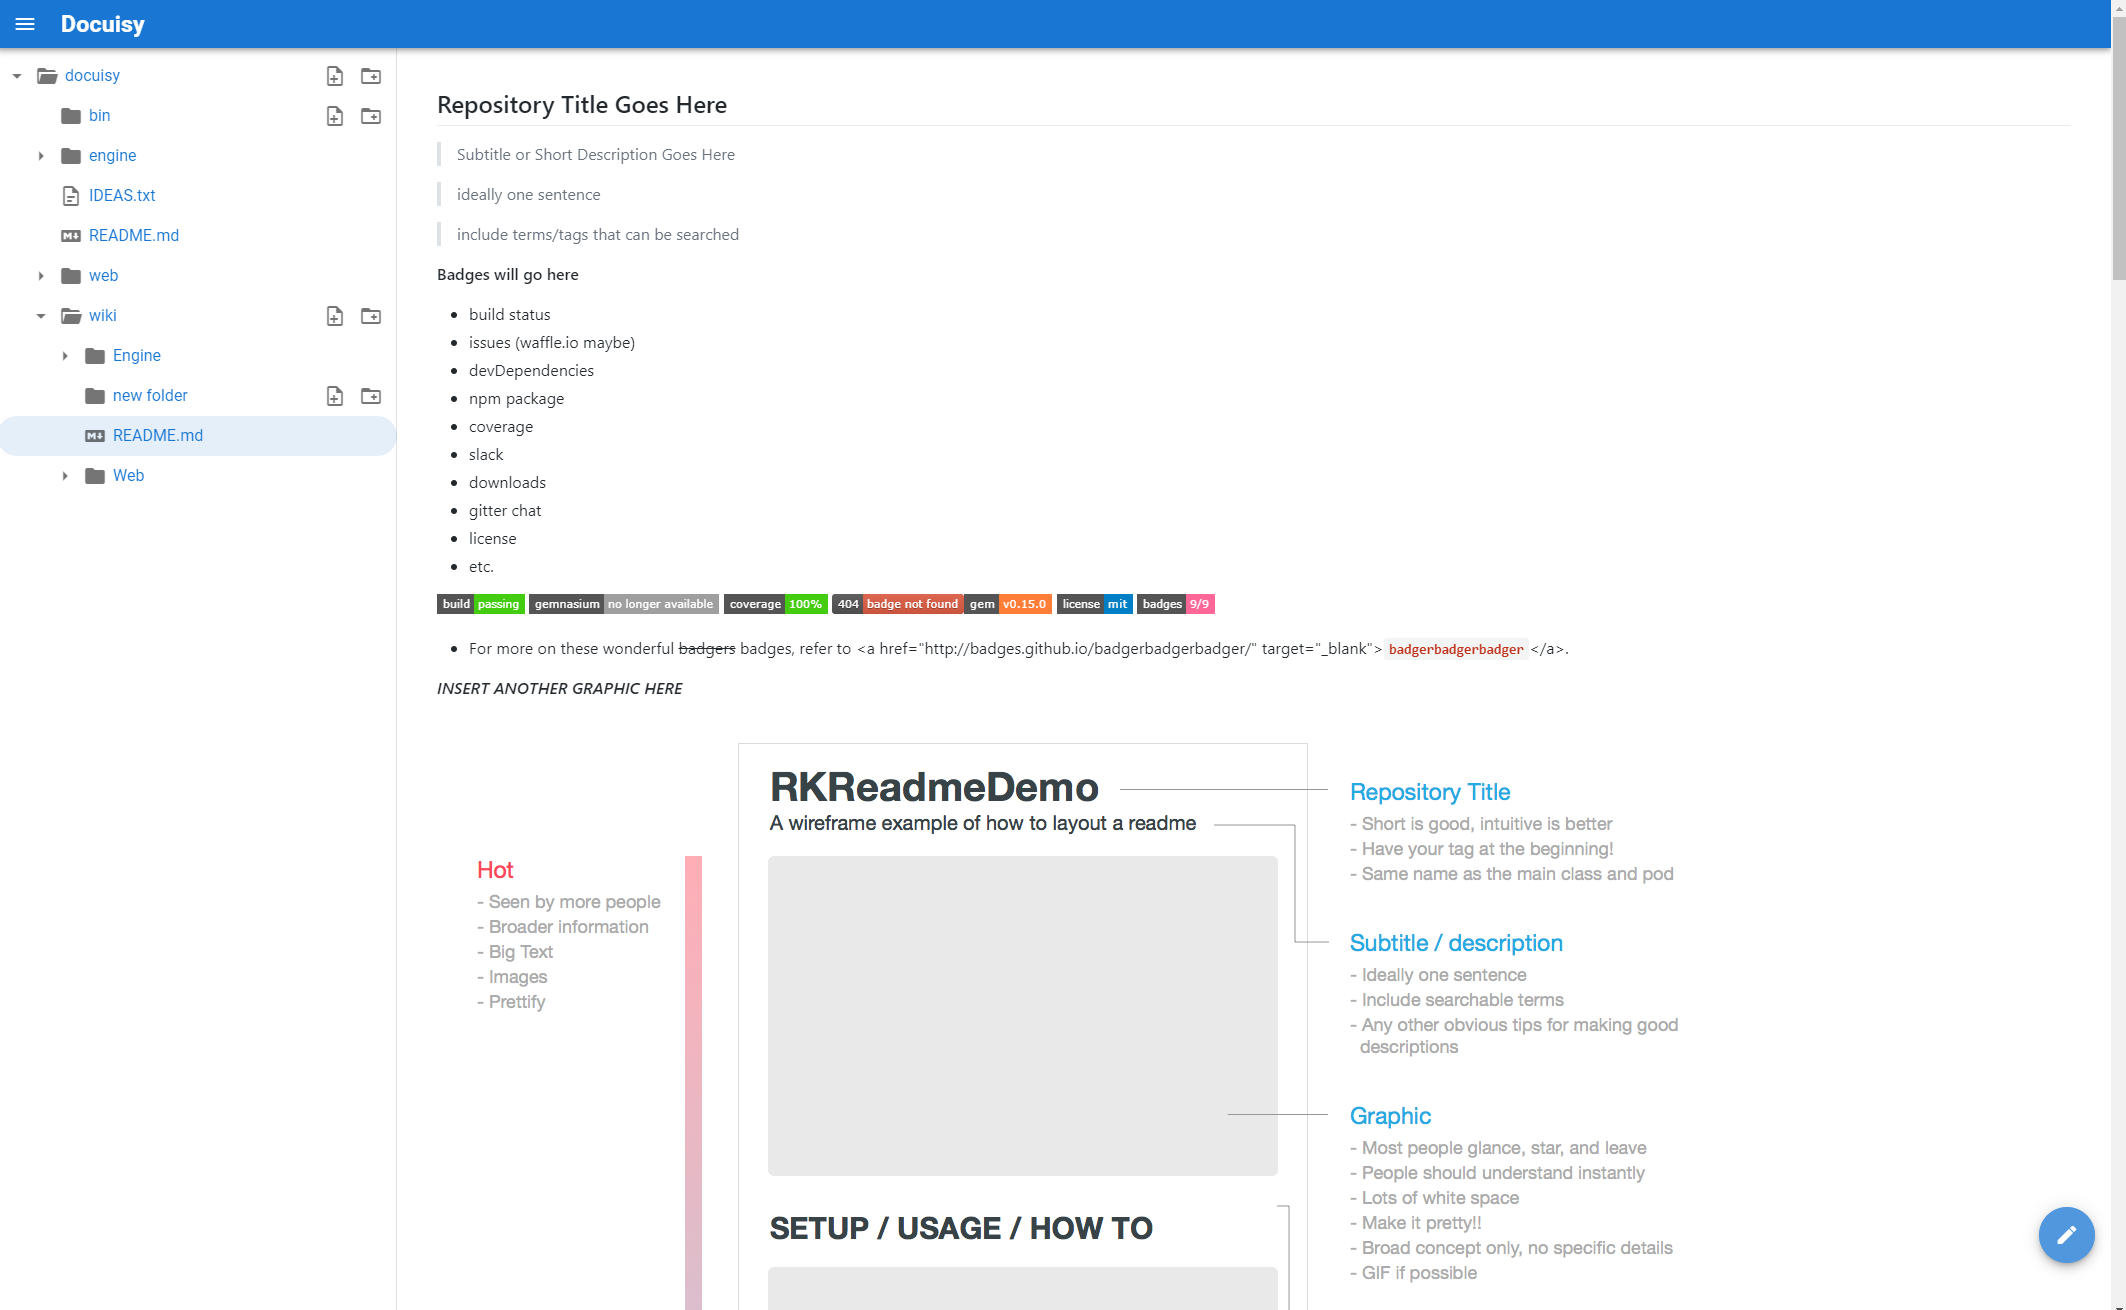 Docuisy
docuisy
bin
engine
IDEAS.txt
README.md
web
wiki
Engine
new folder
README.md
Web
Repository Title Goes Here
Subtitle or Short Description Goes Here
ideally one sentence
include terms/tags that can be searched
Badges will go here
build status
issues (waffle.io maybe)
devDependencies
npm package
coverage
slack
downloads
gitter chat
license
etc.
build passing gemnasium no longer available coverage 100% 404 badge not found gem v0.15.0 license mit badges 9/9
For more on these wonderful badgers badges, refer to <a href="http://badges.github.io/badgerbadgerbadger/" target="_blank"> badgerbadgerbadger </a>.
INSERT ANOTHER GRAPHIC HERE
RKReadmeDemo
A wireframe example of how to layout a readme
Hot
- Seen by more people
- Broader information
- Big Text
- Images
- Prettify
SETUP / USAGE / HOW TO
Repository Title
- Short is good, intuitive is better
- Have your tag at the beginning!
- Same name as the main class and pod
Subtitle / description
- Ideally one sentence
- Include searchable terms
- Any other obvious tips for making good
descriptions
Graphic
- Most people glance, star, and leave
- People should understand instantly
- Lots of white space
- Make it pretty!!
- Broad concept only, no specific details
- GIF if possible